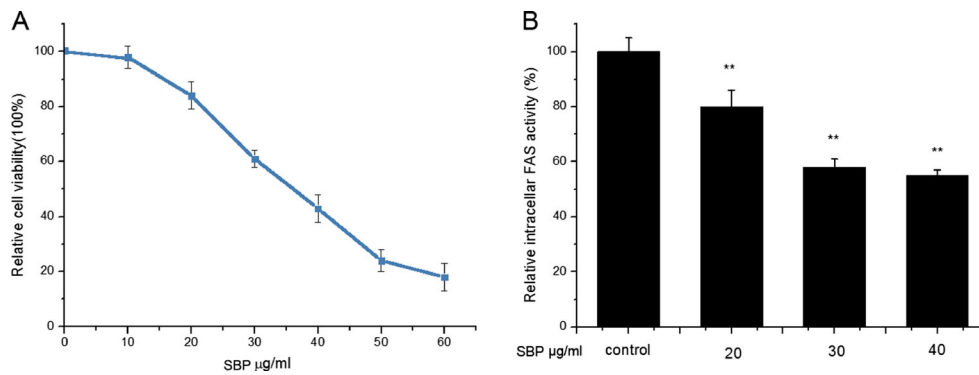 A
Relative cell viability(100%)
100
80
60
40
20
0
0 10 20 30 40 50 60
SBP μg/ml
B
Relative intracellar FAS activity (%)
100
80
60
40
20
0
**
**
**
SBP μg/ml control 20 30 40